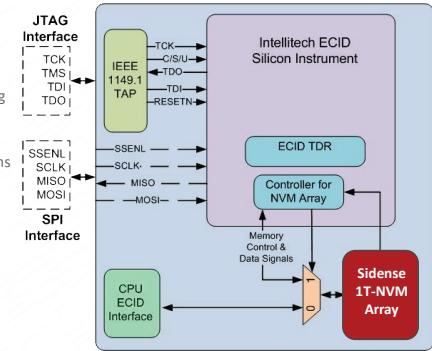 JTAG
Interface
TCK
TMS
TDI
TDO
g
ns
SSENL
SCLK
MISO
MOSI
SPI
Interface
IEEE
1149.1
TAP
TCK
C/S/U
TDO
TDI
RESETN
SSENL
SCLK
MISO
MOSI
Intellitech ECID
Silicon Instrument
ECID TDR
Controller for
NVM Array
Memory
Control &
Data Signals
CPU
ECID
Interface
1
0
Sidense
1T-NVM
Array